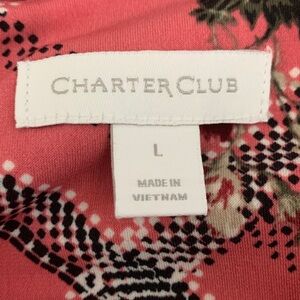 CHARTER CLUB
L
MADE IN
VIETNAM